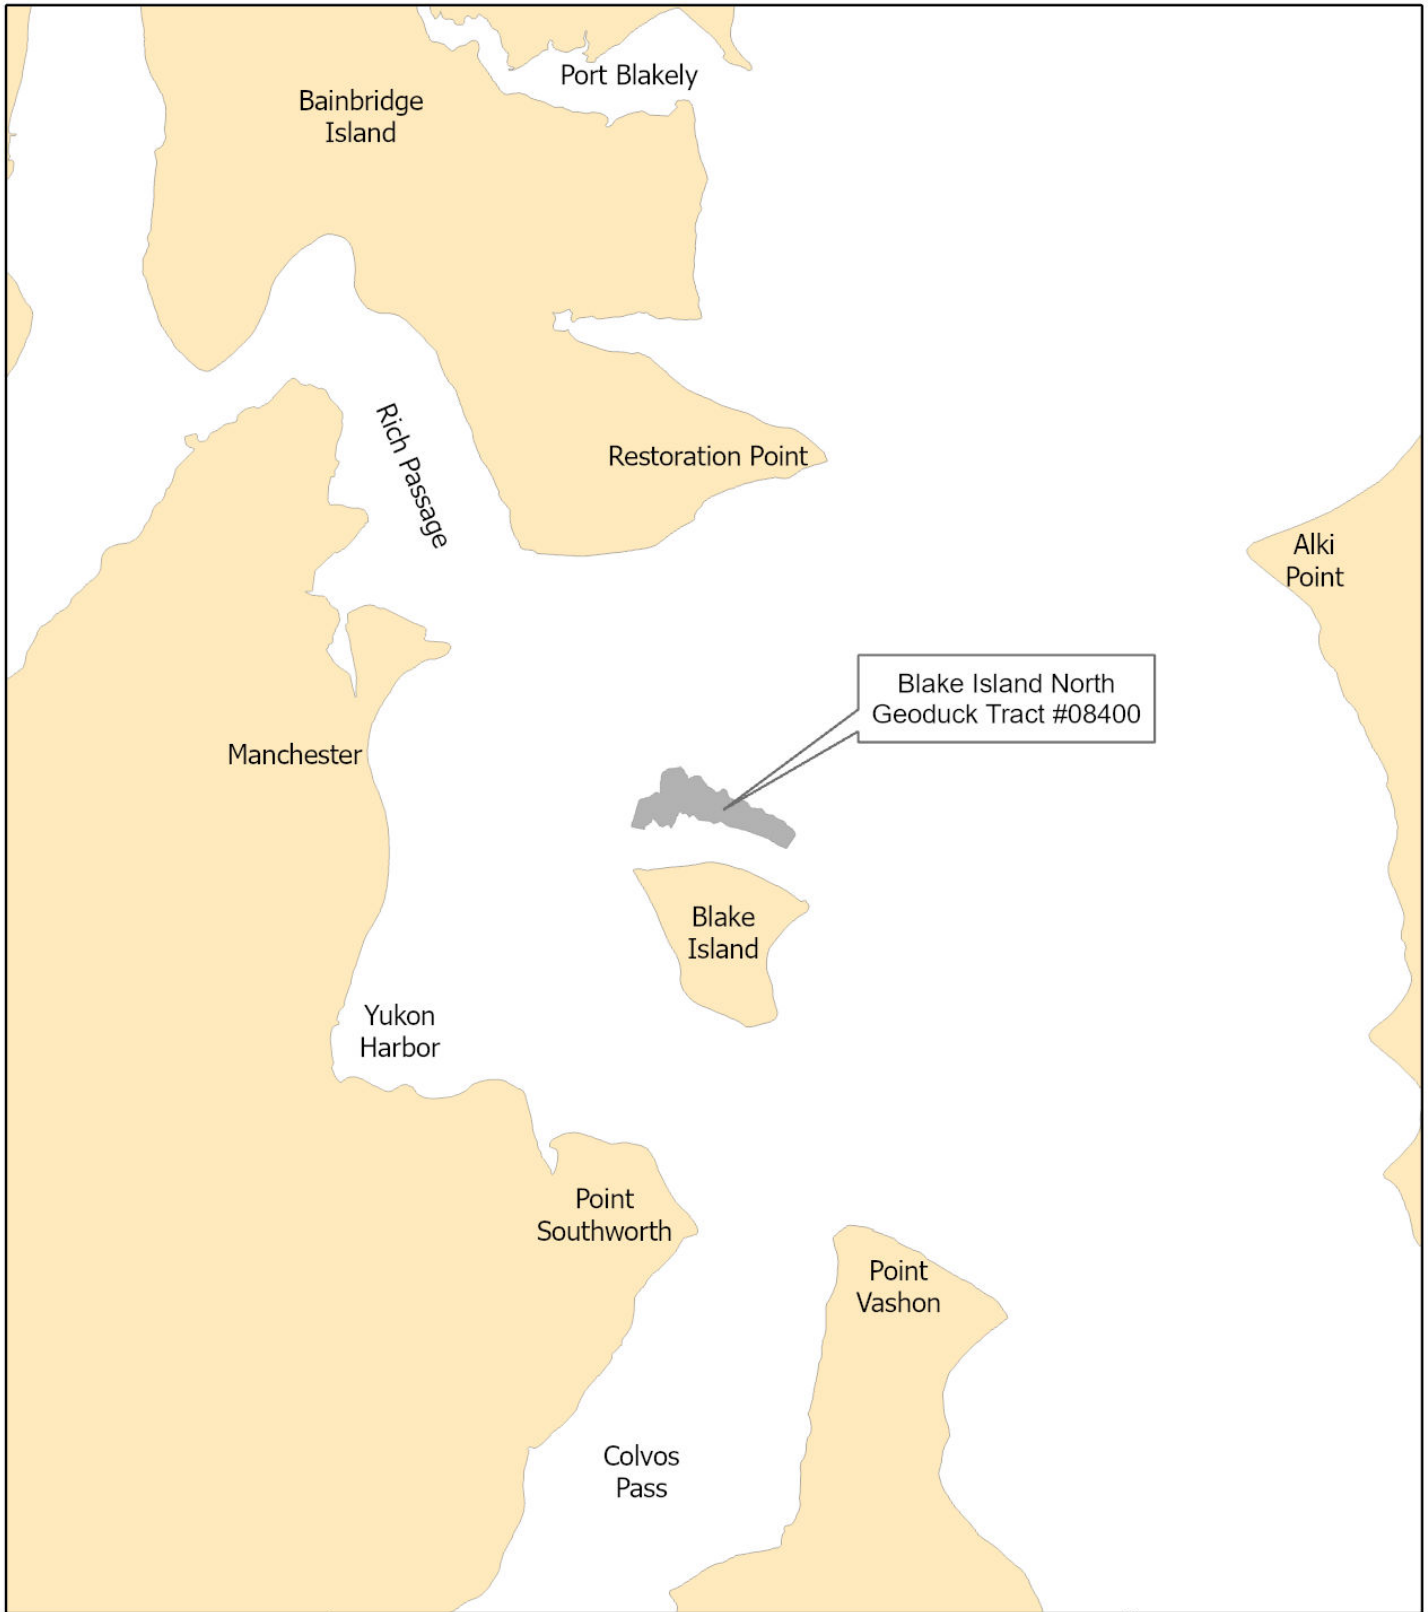 Port Blakely
Bainbridge
Island
Rich Passage
Restoration Point
Alki
Point
Blake Island North
Geoduck Tract #08400
Manchester
Blake
Island
Yukon
Harbor
Point
Southworth
Point
Vashon
Colvos
Pass